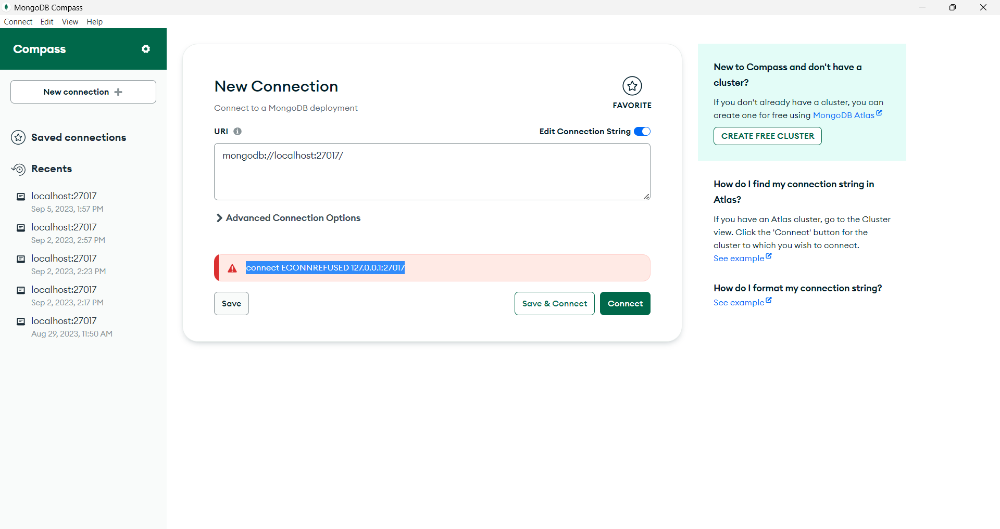 MongoDB Compass
Connect Edit View Help
Compass
New connection
Saved connections
Recents
localhost:27017
Sep 5, 2023, 1:57 PM
localhost:27017
Sep 2, 2023, 2:57 PM
localhost:27017
Sep 2, 2023, 2:23 PM
localhost:27017
Sep 2, 2023, 2:17 PM
localhost:27017
Aug 29, 2023, 11:50 AM
New Connection
Connect to a MongoDB deployment
FAVORITE
URI
Edit Connection String
mongodb://localhost:27017/
Advanced Connection Options
connect ECONNREFUSED 127.0.0.1:27017
Save
Save & Connect
Connect
New to Compass and don't have a
cluster?
If you don't already have a cluster, you can
create one for free using MongoDB Atlas
CREATE FREE CLUSTER
How do I find my connection string in
Atlas?
If you have an Atlas cluster, go to the Cluster
view. Click the 'Connect' button for the
cluster to which you wish to connect.
See example
How do I format my connection string?
See example